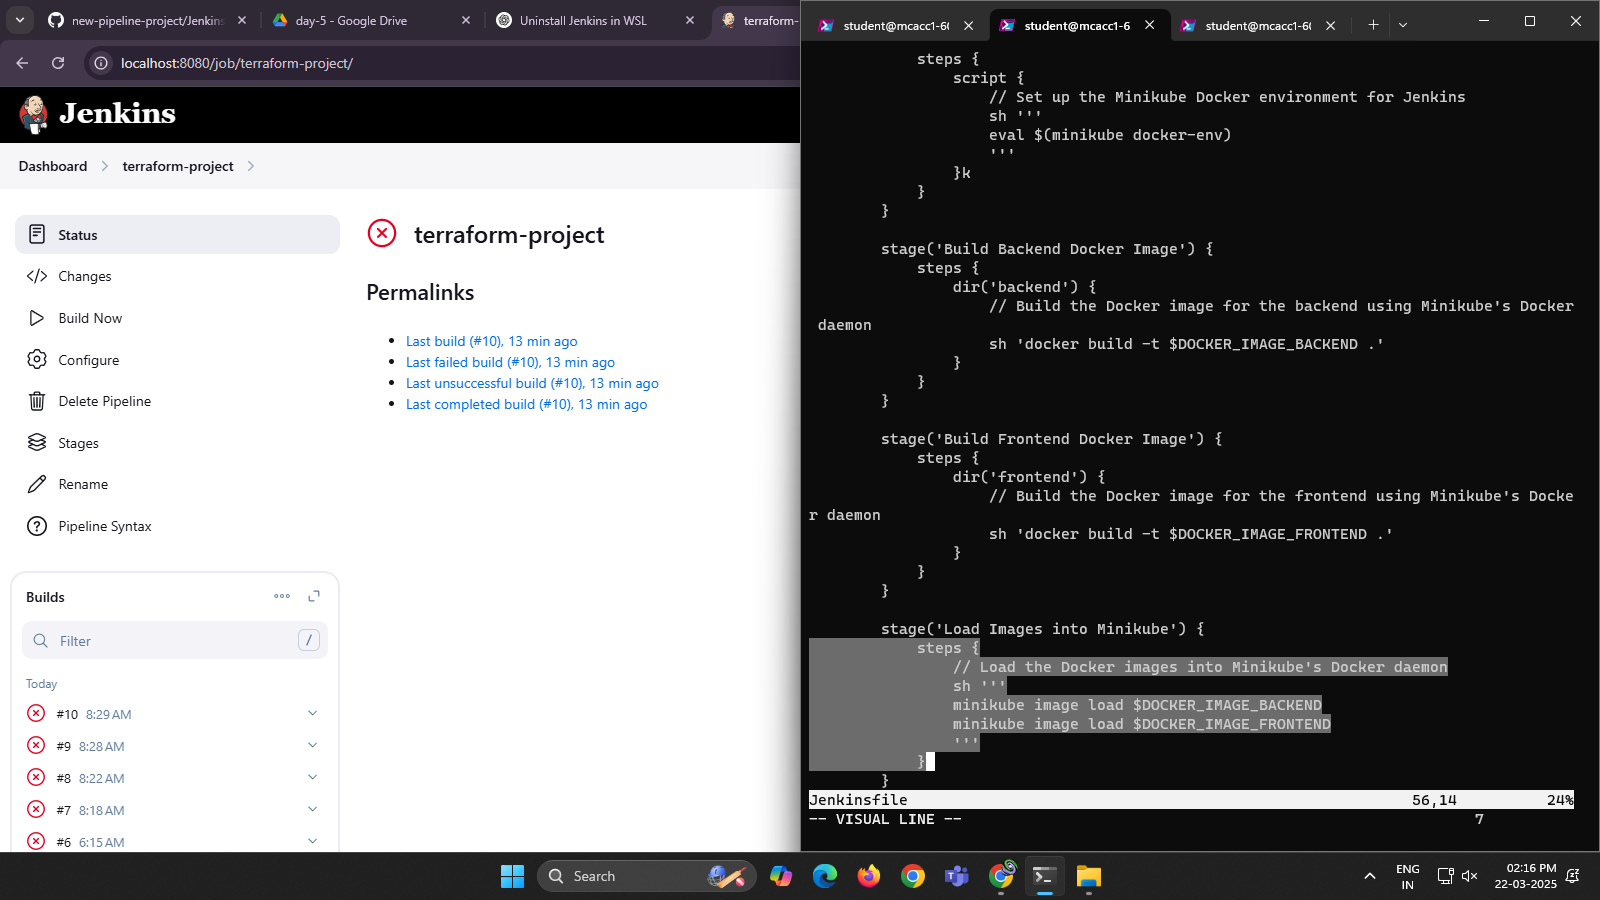 new-pipeline-project/Jenkins
day-5 - Google Drive
Uninstall Jenkins in WSL
terraform-
localhost:8080/job/terraform-project/
Jenkins
Dashboard
terraform-project
Status
Changes
Build Now
Configure
Delete Pipeline
Stages
Rename
Pipeline Syntax
terraform-project
Permalinks
Last build (#10), 13 min ago
Last failed build (#10), 13 min ago
Last unsuccessful build (#10), 13 min ago
Last completed build (#10), 13 min ago
Builds
Filter
/
Today
#10 8:29 AM
#9 8:28 AM
#8 8:22 AM
#7 8:18 AM
#6 6:15 AM
student@mcacc1-60
student@mcacc1-6
student@mcacc1-60
steps {
script {
// Set up the Minikube Docker environment for Jenkins
sh '''
eval $(minikube docker-env)
'''
}k
}
}
stage('Build Backend Docker Image') {
steps {
dir('backend') {
// Build the Docker image for the backend using Minikube's Docker
daemon
sh 'docker build -t $DOCKER_IMAGE_BACKEND .'
}
}
}
stage('Build Frontend Docker Image') {
steps {
dir('frontend') {
// Build the Docker image for the frontend using Minikube's Docke
r daemon
sh 'docker build -t $DOCKER_IMAGE_FRONTEND .'
}
}
}
stage('Load Images into Minikube') {
steps {
// Load the Docker images into Minikube's Docker daemon
sh '''
minikube image load $DOCKER_IMAGE_BACKEND
minikube image load $DOCKER_IMAGE_FRONTEND
'''
}
}
Jenkinsfile 56,14 24%
-- VISUAL LINE -- 7
Search
ENG
IN
02:16 PM
22-03-2025